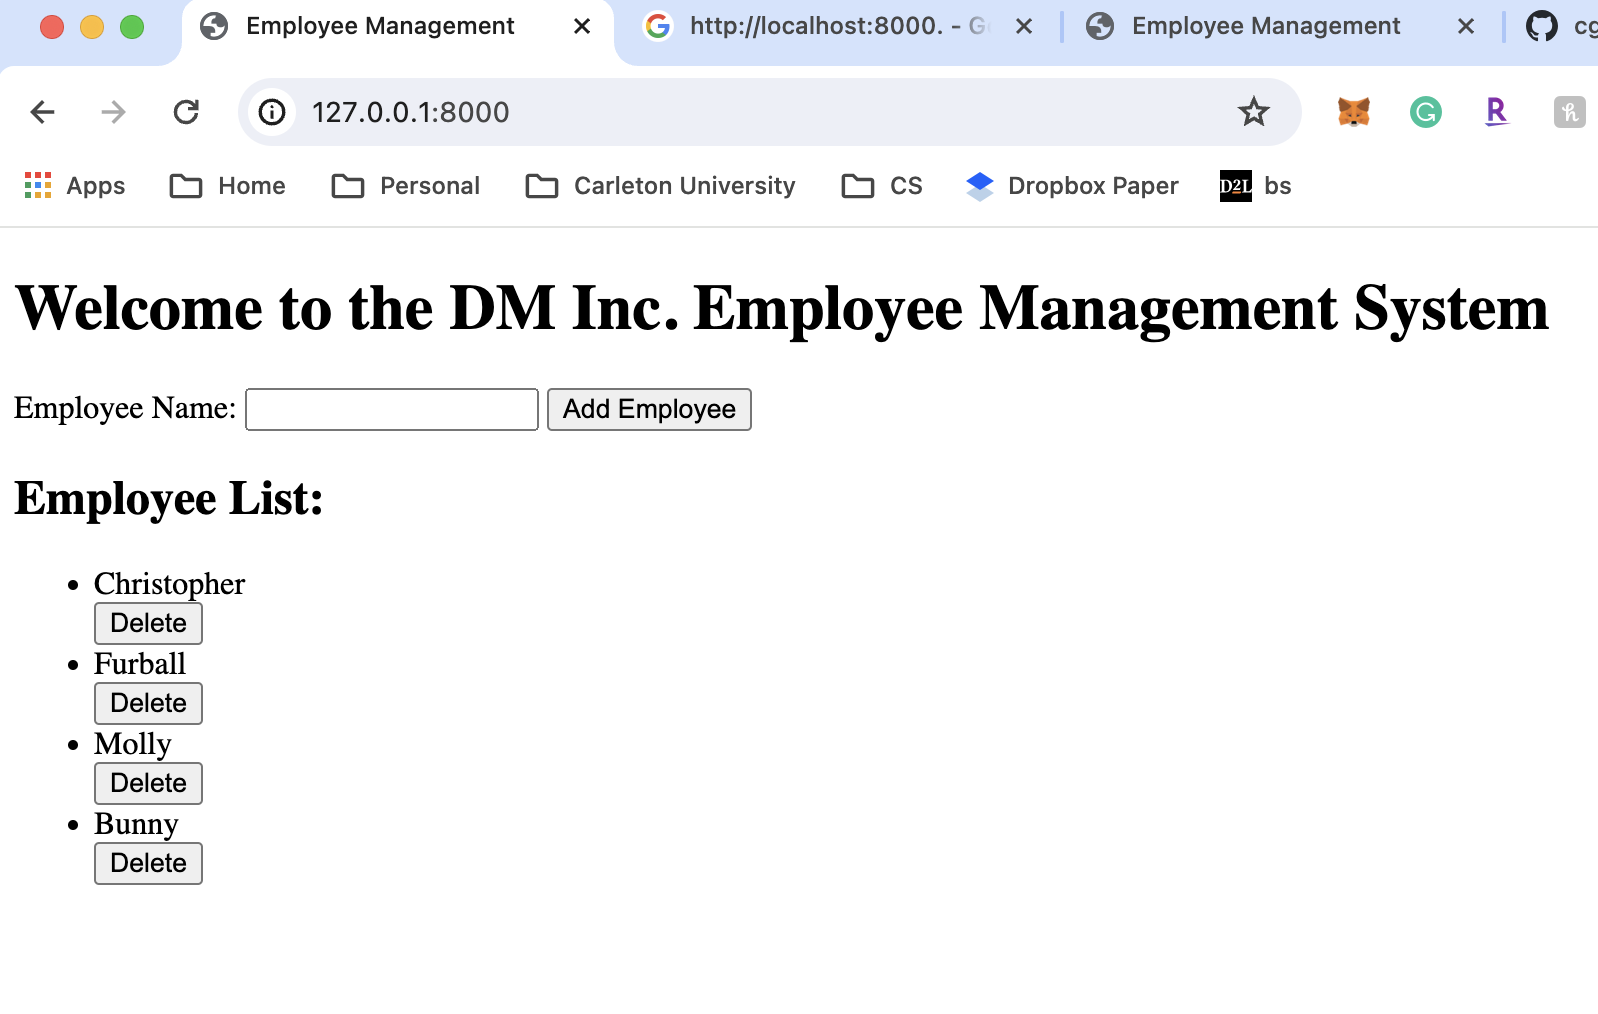 Employee Management
http://localhost:8000. - G
Employee Management
cg
127.0.0.1:8000
Apps
Home
Personal
Carleton University
CS
Dropbox Paper
D2L
bs
Welcome to the DM Inc. Employee Management System
Employee Name:
Add Employee
Employee List:
Christopher
Delete
Furball
Delete
Molly
Delete
Bunny
Delete